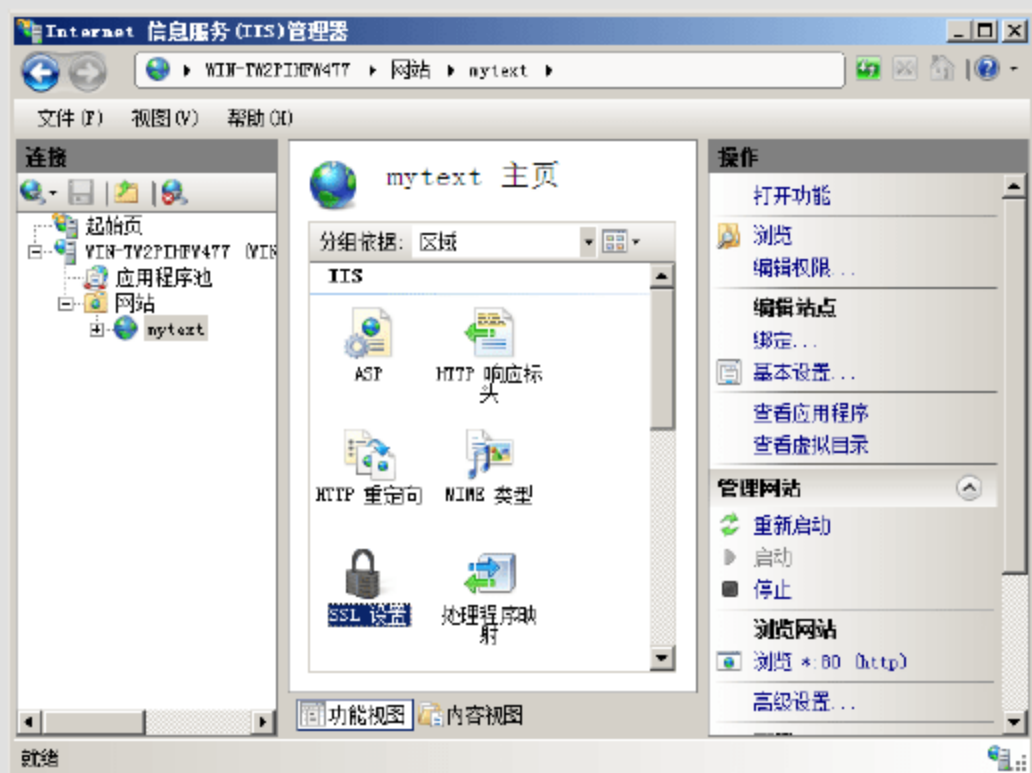 Internet 信息服务(IIS)管理器
WIN-TW2PIHFW477 网站 mytext
文件(F) 视图(V) 帮助(H)
连接
起始页
WIN-TW2PIHFW477 (WIN
应用程序池
网站
mytext
mytext 主页
分组依据: 区域
IIS
ASP
HTTP 响应标
头
HTTP 重定向
MIME 类型
SSL 设置
处理程序映
射
功能视图
内容视图
操作
打开功能
浏览
编辑权限...
编辑站点
绑定...
基本设置...
查看应用程序
查看虚拟目录
管理网站
重新启动
启动
停止
浏览网站
浏览 *:80 (http)
高级设置...
就绪